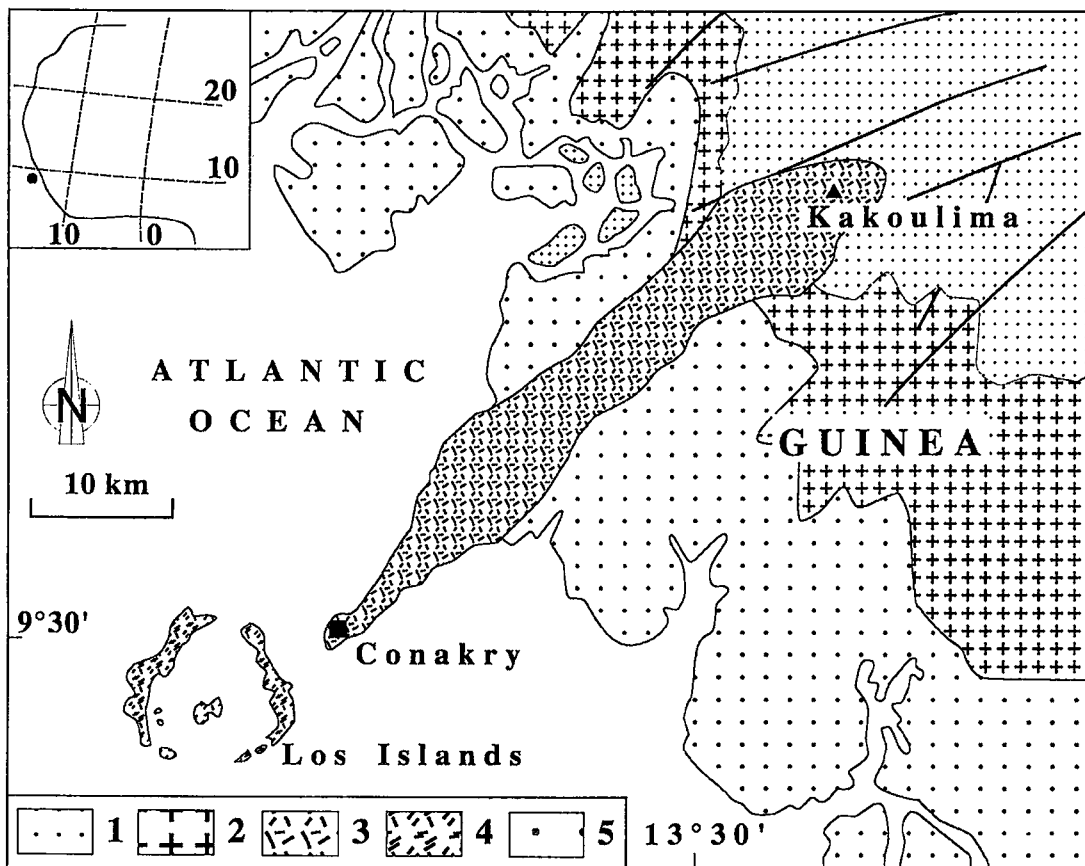 20
10
10
0
Kakoulima
N
ATLANTIC
OCEAN
GUINEA
10 km
9°30'
Conakry
Los Islands
1 2 3 4 5 13°30'